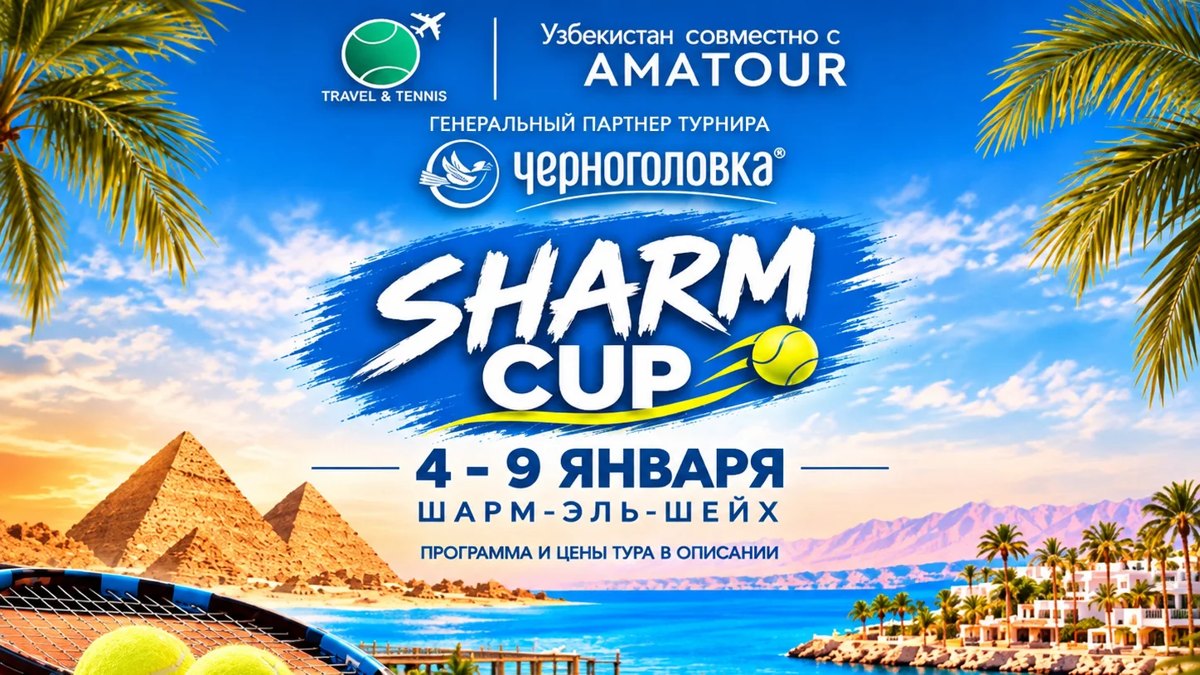 TRAVEL & TENNIS
Узбекистан совместно с
AMATOUR
ГЕНЕРАЛЬНЫЙ ПАРТНЕР ТУРНИРА
ЧЕРНОГОЛОВКА®
SHARM
CUP
4 – 9 ЯНВАРЯ
ШАРМ-ЭЛЬ-ШЕЙХ
ПРОГРАММА И ЦЕНЫ ТУРА В ОПИСАНИИ